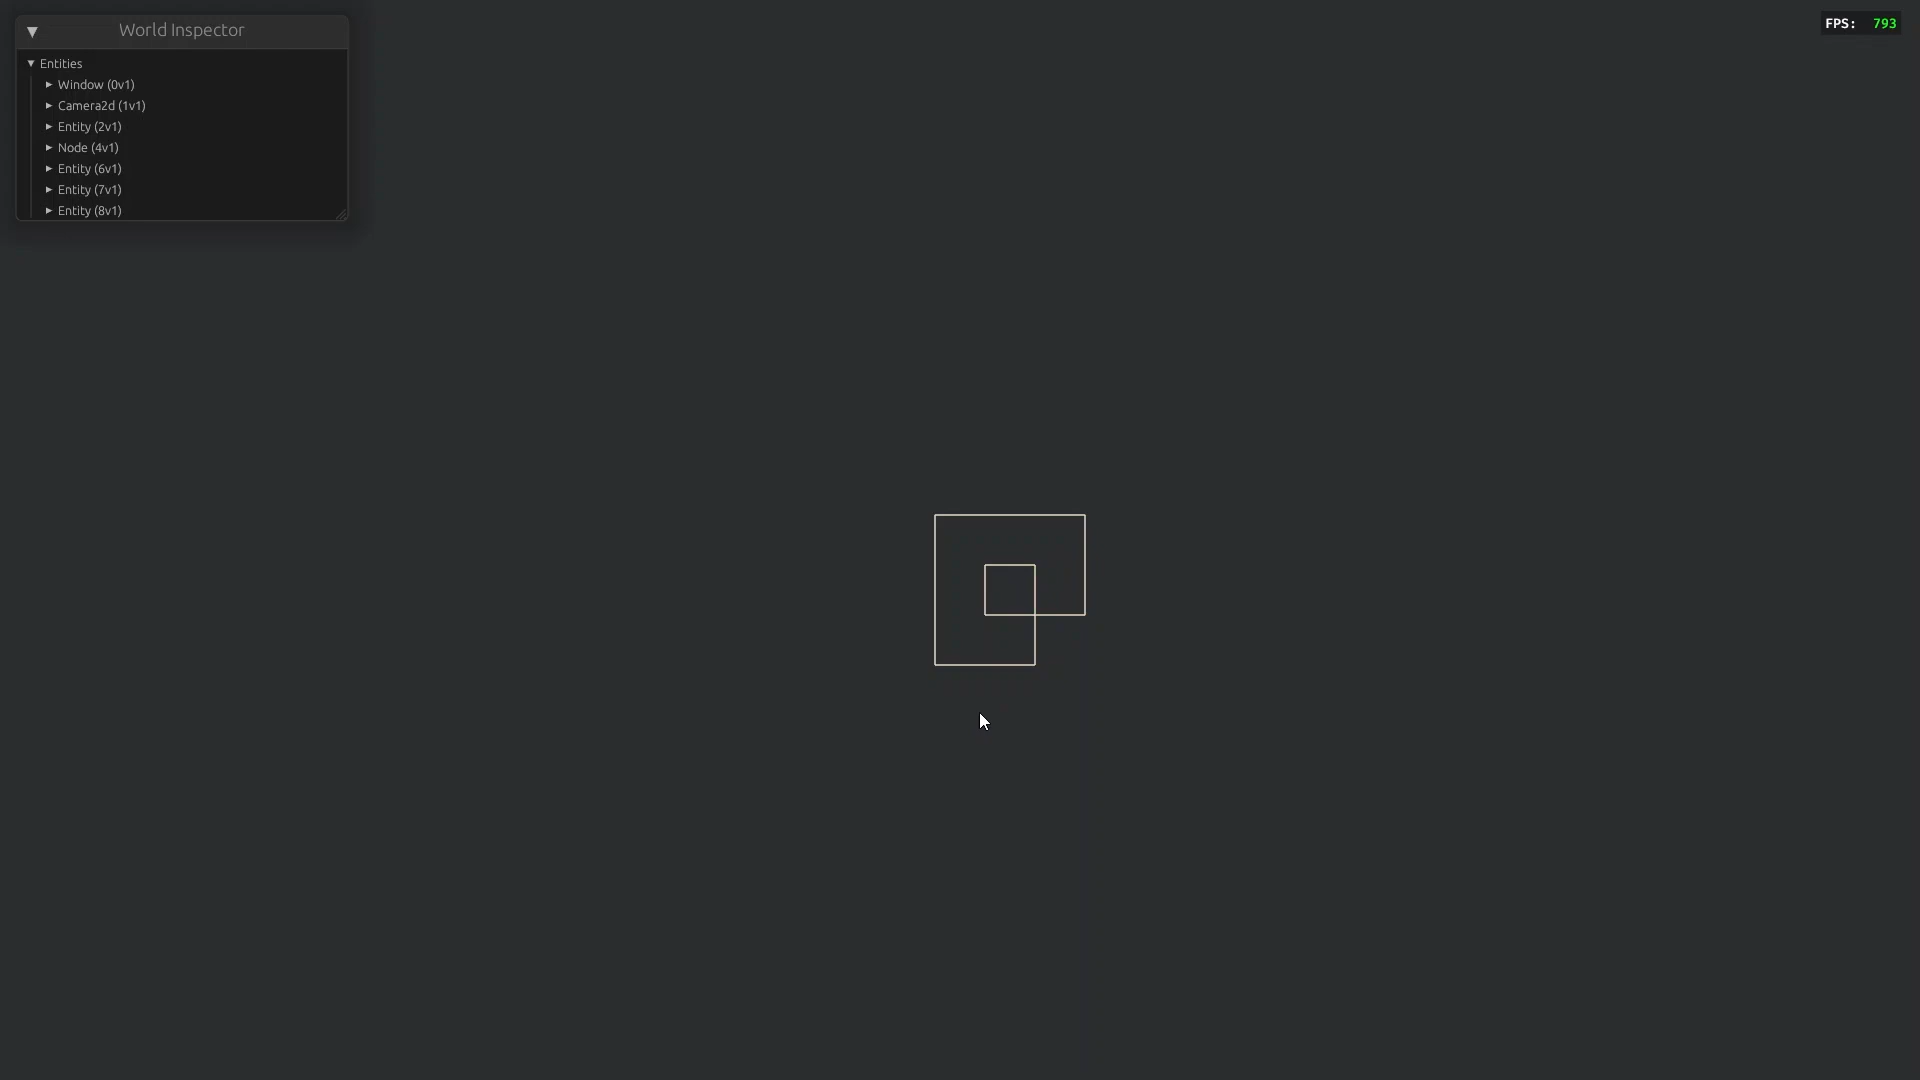 World Inspector
FPS: 793
Entities
Window (0v1)
Camera2d (1v1)
Entity (2v1)
Node (4v1)
Entity (6v1)
Entity (7v1)
Entity (8v1)